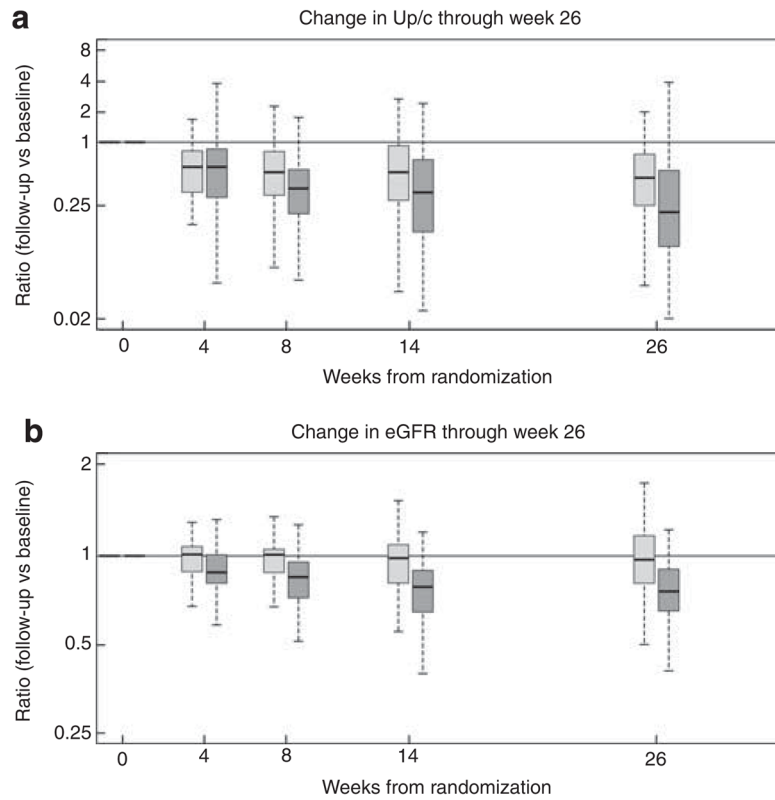 a
Change in Up/c through week 26
Ratio (follow-up vs baseline)
8
4
2
1
0.25
0.02
0 4 8 14 26
Weeks from randomization
b
Change in eGFR through week 26
Ratio (follow-up vs baseline)
2
1
0.5
0.25
0 4 8 14 26
Weeks from randomization